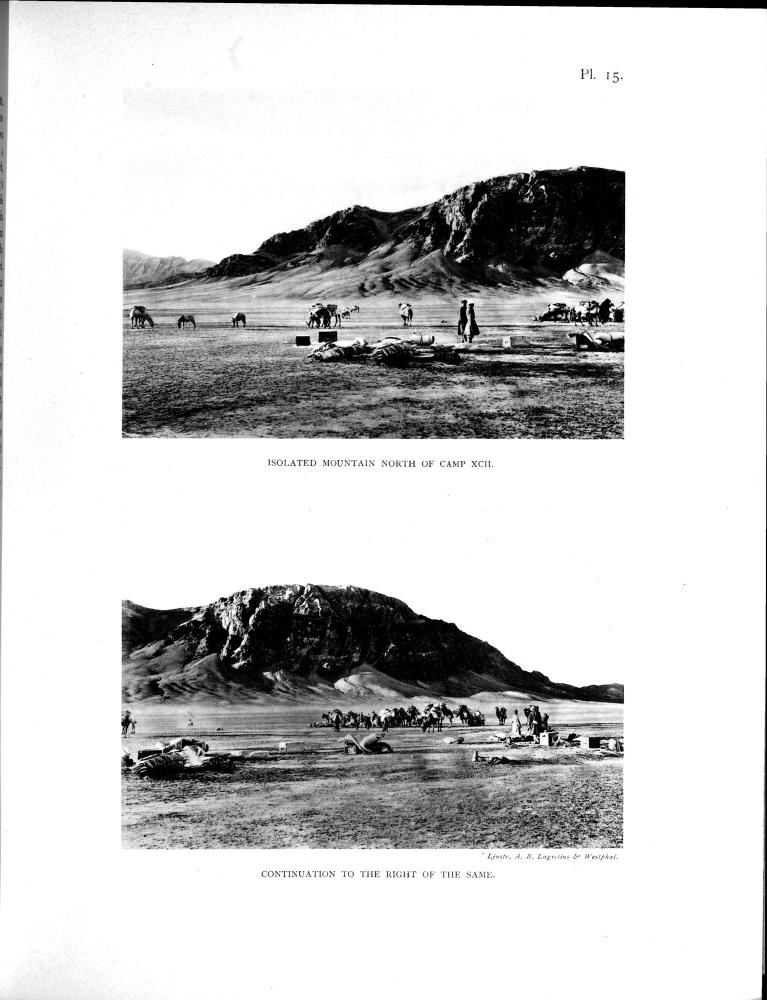 Pl. 15.
ISOLATED MOUNTAIN NORTH OF CAMP XCII.
Ljustr. A. B. Lagrelius & Westphal.
CONTINUATION TO THE RIGHT OF THE SAME.